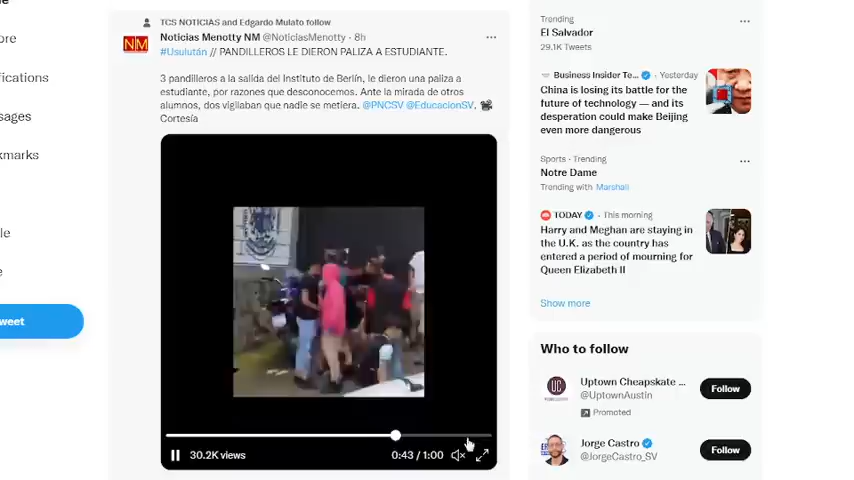 ore
fications
sages
kmarks
le
e
weet
TCS NOTICIAS and Edgardo Mulato follow
NM
Noticias Menotty NM @NoticiasMenotty · 8h
#Usulután // PANDILLEROS LE DIERON PALIZA A ESTUDIANTE.
3 pandilleros a la salida del Instituto de Berlín, le dieron una paliza a
estudiante, por razones que desconocemos. Ante la mirada de otros
alumnos, dos vigilaban que nadie se metiera. @PNCSV @EducacionSV.
Cortesía
30.2K views
0:43 / 1:00
Trending
El Salvador
29.1K Tweets
Business Insider Te... · Yesterday
China is losing its battle for the
future of technology — and its
desperation could make Beijing
even more dangerous
Sports · Trending
Notre Dame
Trending with Marshall
TODAY · This morning
Harry and Meghan are staying in
the U.K. as the country has
entered a period of mourning for
Queen Elizabeth II
Show more
Who to follow
UC
Uptown Cheapskate ...
@UptownAustin
Promoted
Follow
Jorge Castro
@JorgeCastro_SV
Follow